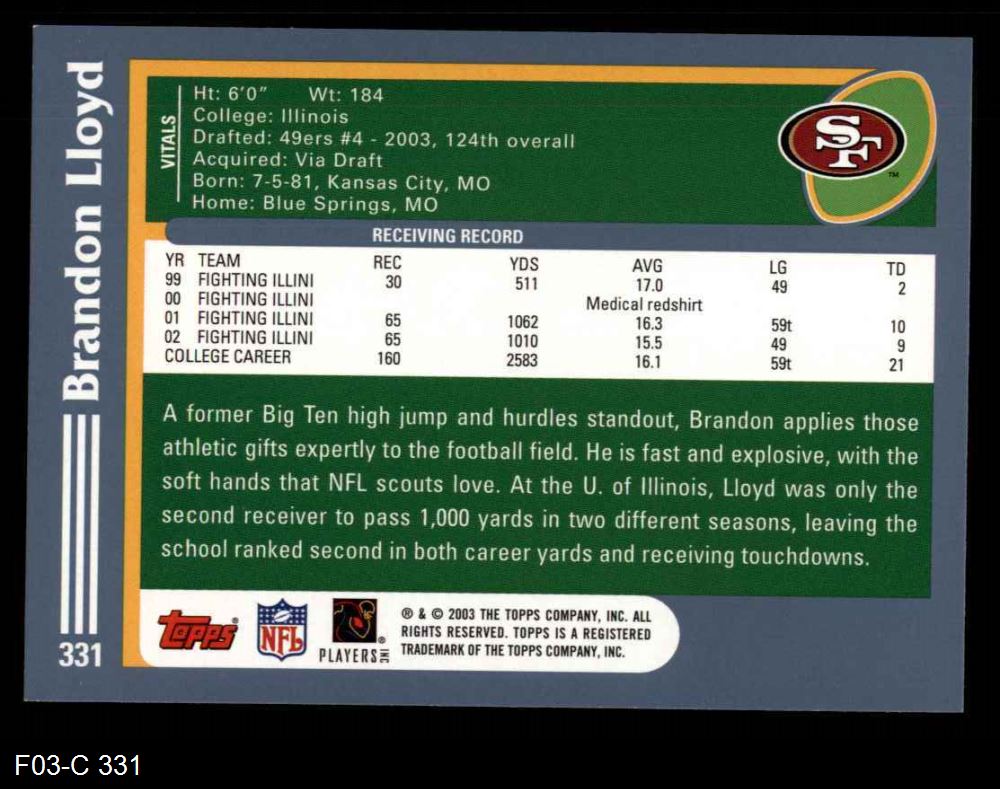 Brandon Lloyd
331
VITALS
Ht: 6'0" Wt: 184
College: Illinois
Drafted: 49ers #4 - 2003, 124th overall
Acquired: Via Draft
Born: 7-5-81, Kansas City, MO
Home: Blue Springs, MO
SF
TM
RECEIVING RECORD
YR TEAM REC YDS AVG LG TD
99 FIGHTING ILLINI 30 511 17.0 49 2
00 FIGHTING ILLINI Medical redshirt
01 FIGHTING ILLINI 65 1062 16.3 59t 10
02 FIGHTING ILLINI 65 1010 15.5 49 9
COLLEGE CAREER 160 2583 16.1 59t 21
A former Big Ten high jump and hurdles standout, Brandon applies those
athletic gifts expertly to the football field. He is fast and explosive, with the
soft hands that NFL scouts love. At the U. of Illinois, Lloyd was only the
second receiver to pass 1,000 yards in two different seasons, leaving the
school ranked second in both career yards and receiving touchdowns.
Topps®
NFL
®
PLAYERS INC
® & © 2003 THE TOPPS COMPANY, INC. ALL
RIGHTS RESERVED. TOPPS IS A REGISTERED
TRADEMARK OF THE TOPPS COMPANY, INC.
F03-C 331